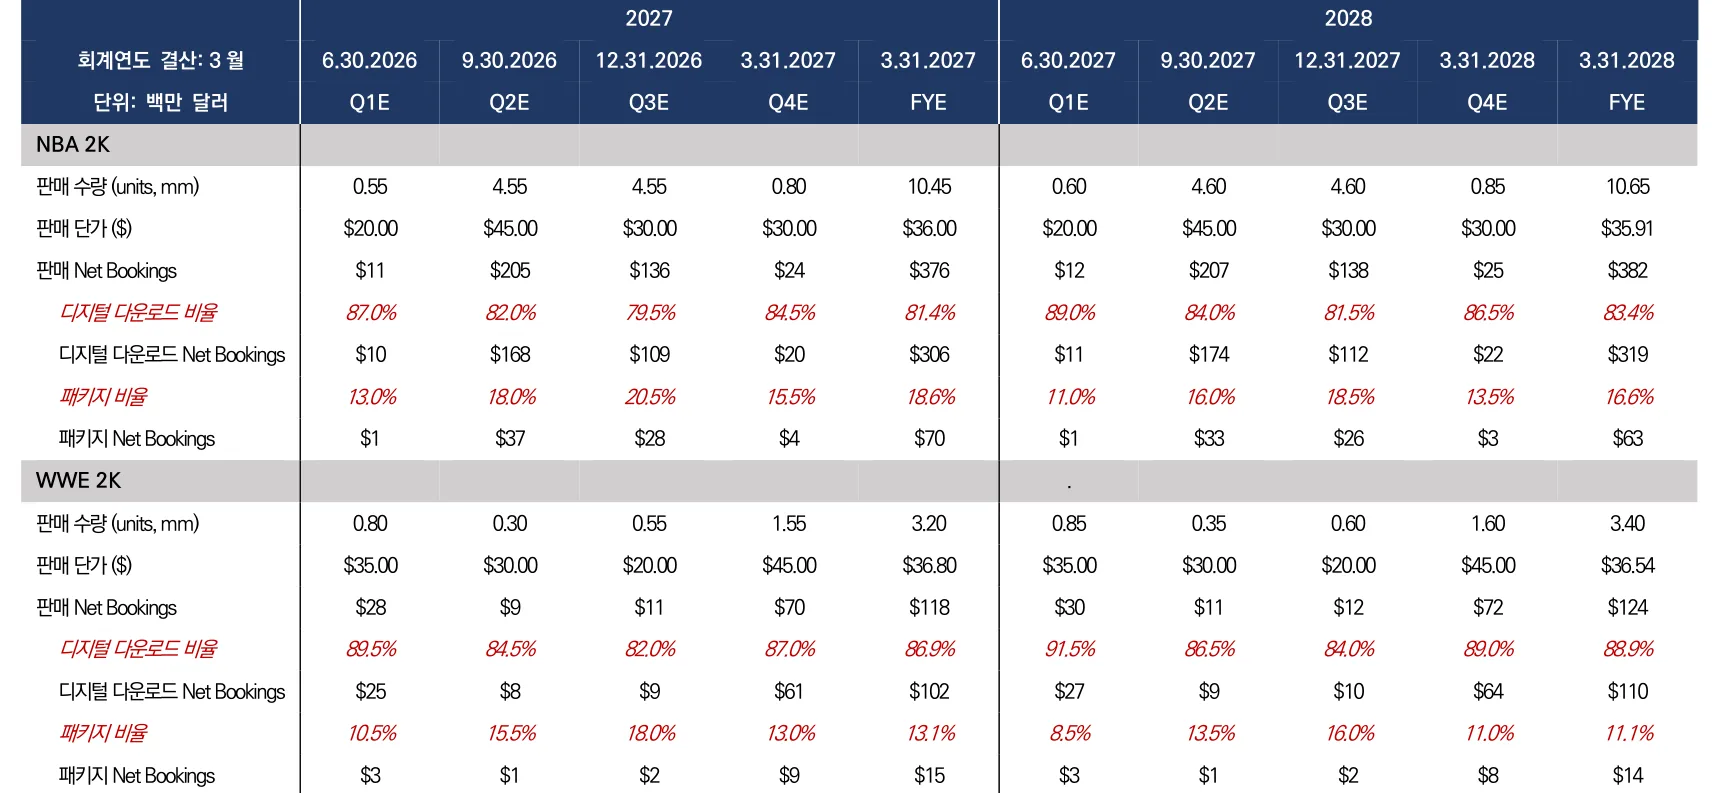 2027 2028
회계연도 결산: 3 월 6.30.2026 9.30.2026 12.31.2026 3.31.2027 3.31.2027 6.30.2027 9.30.2027 12.31.2027 3.31.2028 3.31.2028
단위: 백만 달러 Q1E Q2E Q3E Q4E FYE Q1E Q2E Q3E Q4E FYE
NBA 2K
판매 수량 (units, mm) 0.55 4.55 4.55 0.80 10.45 0.60 4.60 4.60 0.85 10.65
판매 단가 ($) $20.00 $45.00 $30.00 $30.00 $36.00 $20.00 $45.00 $30.00 $30.00 $35.91
판매 Net Bookings $11 $205 $136 $24 $376 $12 $207 $138 $25 $382
디지털 다운로드 비율 87.0% 82.0% 79.5% 84.5% 81.4% 89.0% 84.0% 81.5% 86.5% 83.4%
디지털 다운로드 Net Bookings $10 $168 $109 $20 $306 $11 $174 $112 $22 $319
패키지 비율 13.0% 18.0% 20.5% 15.5% 18.6% 11.0% 16.0% 18.5% 13.5% 16.6%
패키지 Net Bookings $1 $37 $28 $4 $70 $1 $33 $26 $3 $63
WWE 2K .
판매 수량 (units, mm) 0.80 0.30 0.55 1.55 3.20 0.85 0.35 0.60 1.60 3.40
판매 단가 ($) $35.00 $30.00 $20.00 $45.00 $36.80 $35.00 $30.00 $20.00 $45.00 $36.54
판매 Net Bookings $28 $9 $11 $70 $118 $30 $11 $12 $72 $124
디지털 다운로드 비율 89.5% 84.5% 82.0% 87.0% 86.9% 91.5% 86.5% 84.0% 89.0% 88.9%
디지털 다운로드 Net Bookings $25 $8 $9 $61 $102 $27 $9 $10 $64 $110
패키지 비율 10.5% 15.5% 18.0% 13.0% 13.1% 8.5% 13.5% 16.0% 11.0% 11.1%
패키지 Net Bookings $3 $1 $2 $9 $15 $3 $1 $2 $8 $14